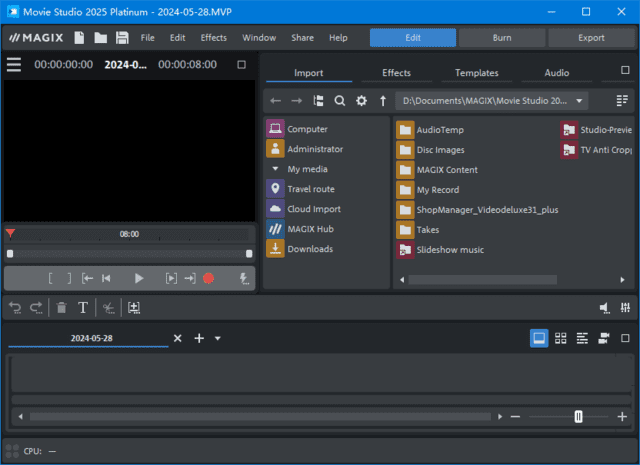 Movie Studio 2025 Platinum - 2024-05-28.MVP
MAGIX File Edit Effects Window Share Help Edit Burn Export
00:00:00:00 2024-0... 00:00:08:00
Import Effects Templates Audio
D:\Documents\MAGIX\Movie Studio 20...
Computer
Administrator
My media
Travel route
Cloud Import
MAGIX Hub
Downloads
AudioTemp
Disc Images
MAGIX Content
My Record
ShopManager_Videodeluxe31_plus
Takes
Slideshow music
Studio-Previe
TV Anti Cropp
08:00
2024-05-28
CPU: —